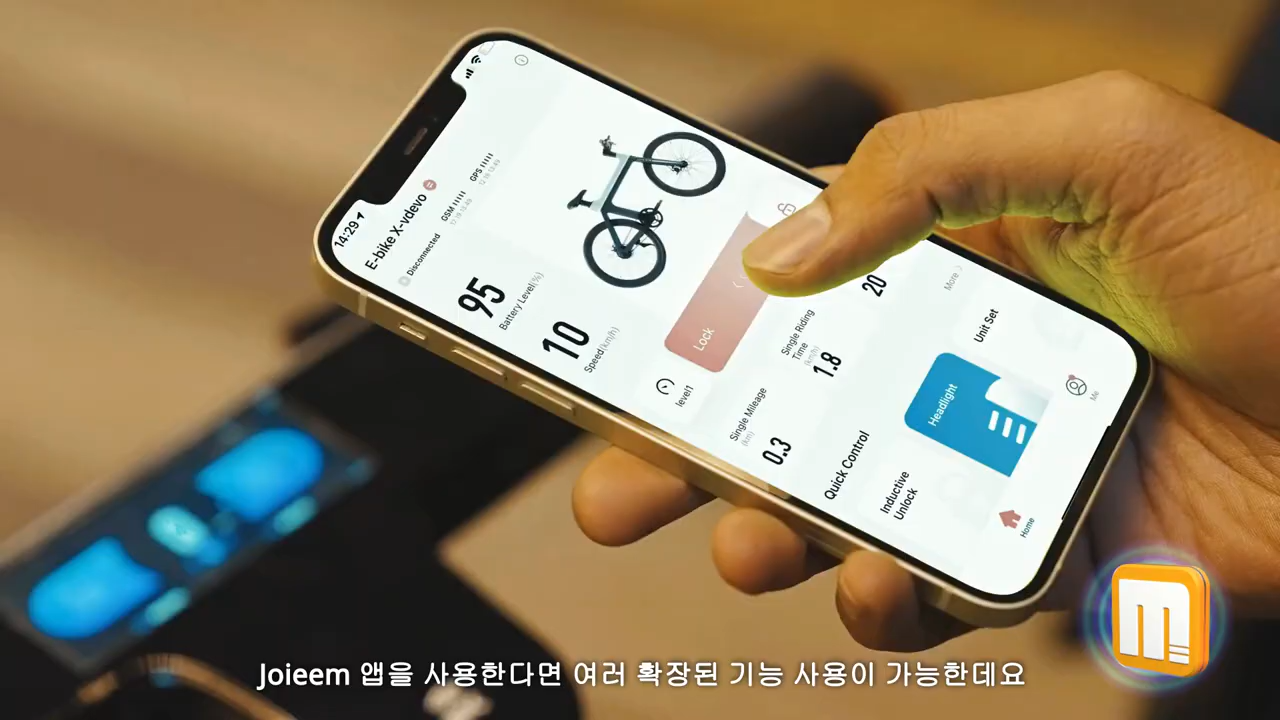 14:29
E-bike X-vdevo
Disconnected
GSM
GPS
95
Battery Level(%)
10
Speed(km/h)
level1
Lock
Single Mileage
(km)
0.3
Single Riding
Time
1.8
20
More
Quick Control
Inductive
Unlock
Headlight
Unit Set
Home
Me
m
Joieem 앱을 사용한다면 여러 확장된 기능 사용이 가능한데요